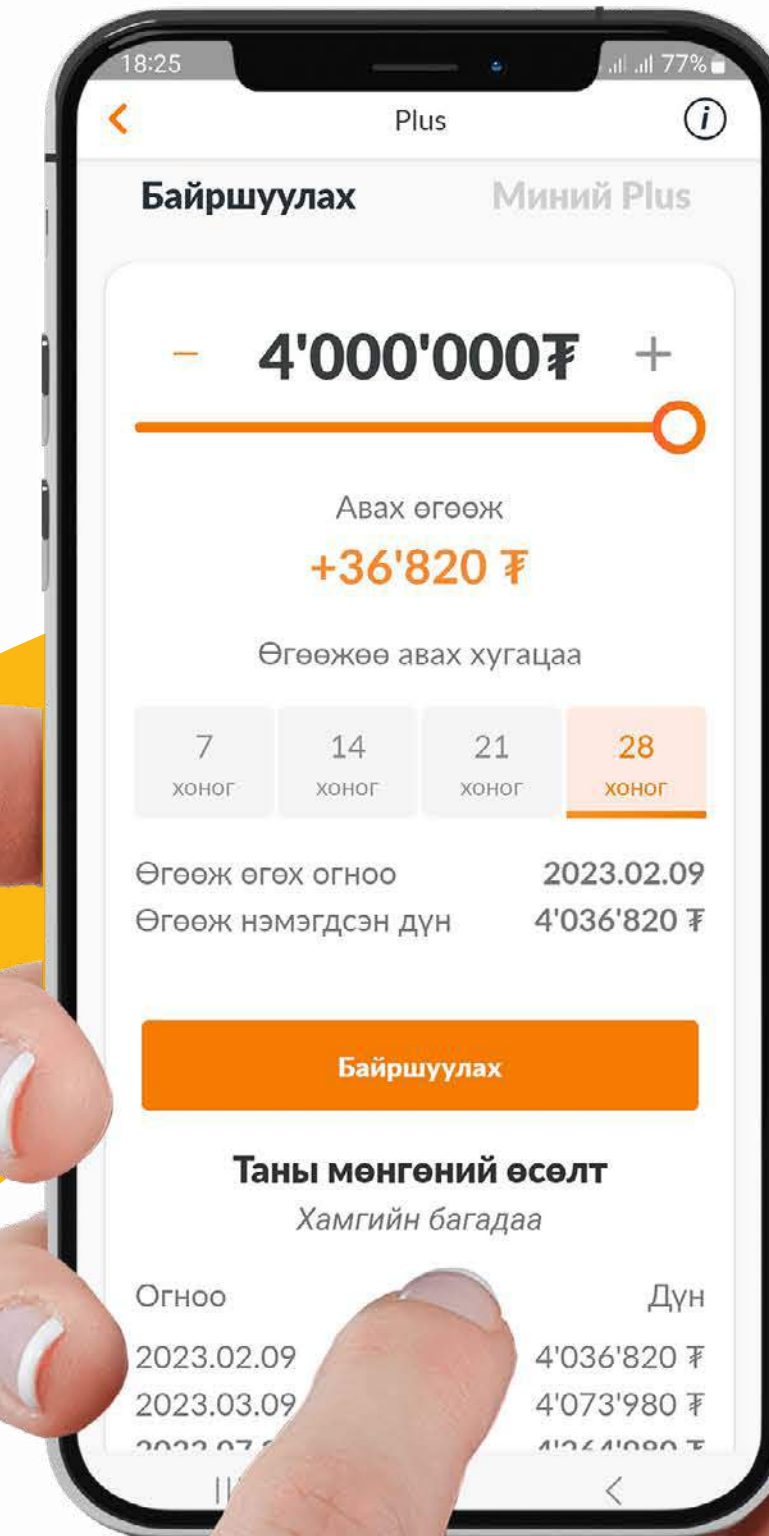 18:25
77%
Plus
i
Байршуулах Миний Plus
− 4'000'000₮ +
Авах өгөөж
+36'820 ₮
Өгөөжөө авах хугацаа
7 14 21 28
хоног хоног хоног хоног
Өгөөж өгөх огноо 2023.02.09
Өгөөж нэмэгдсэн дүн 4'036'820 ₮
Байршуулах
Таны мөнгөний өсөлт
Хамгийн багадаа
Огноо Дүн
2023.02.09 4'036'820 ₮
2023.03.09 4'073'980 ₮